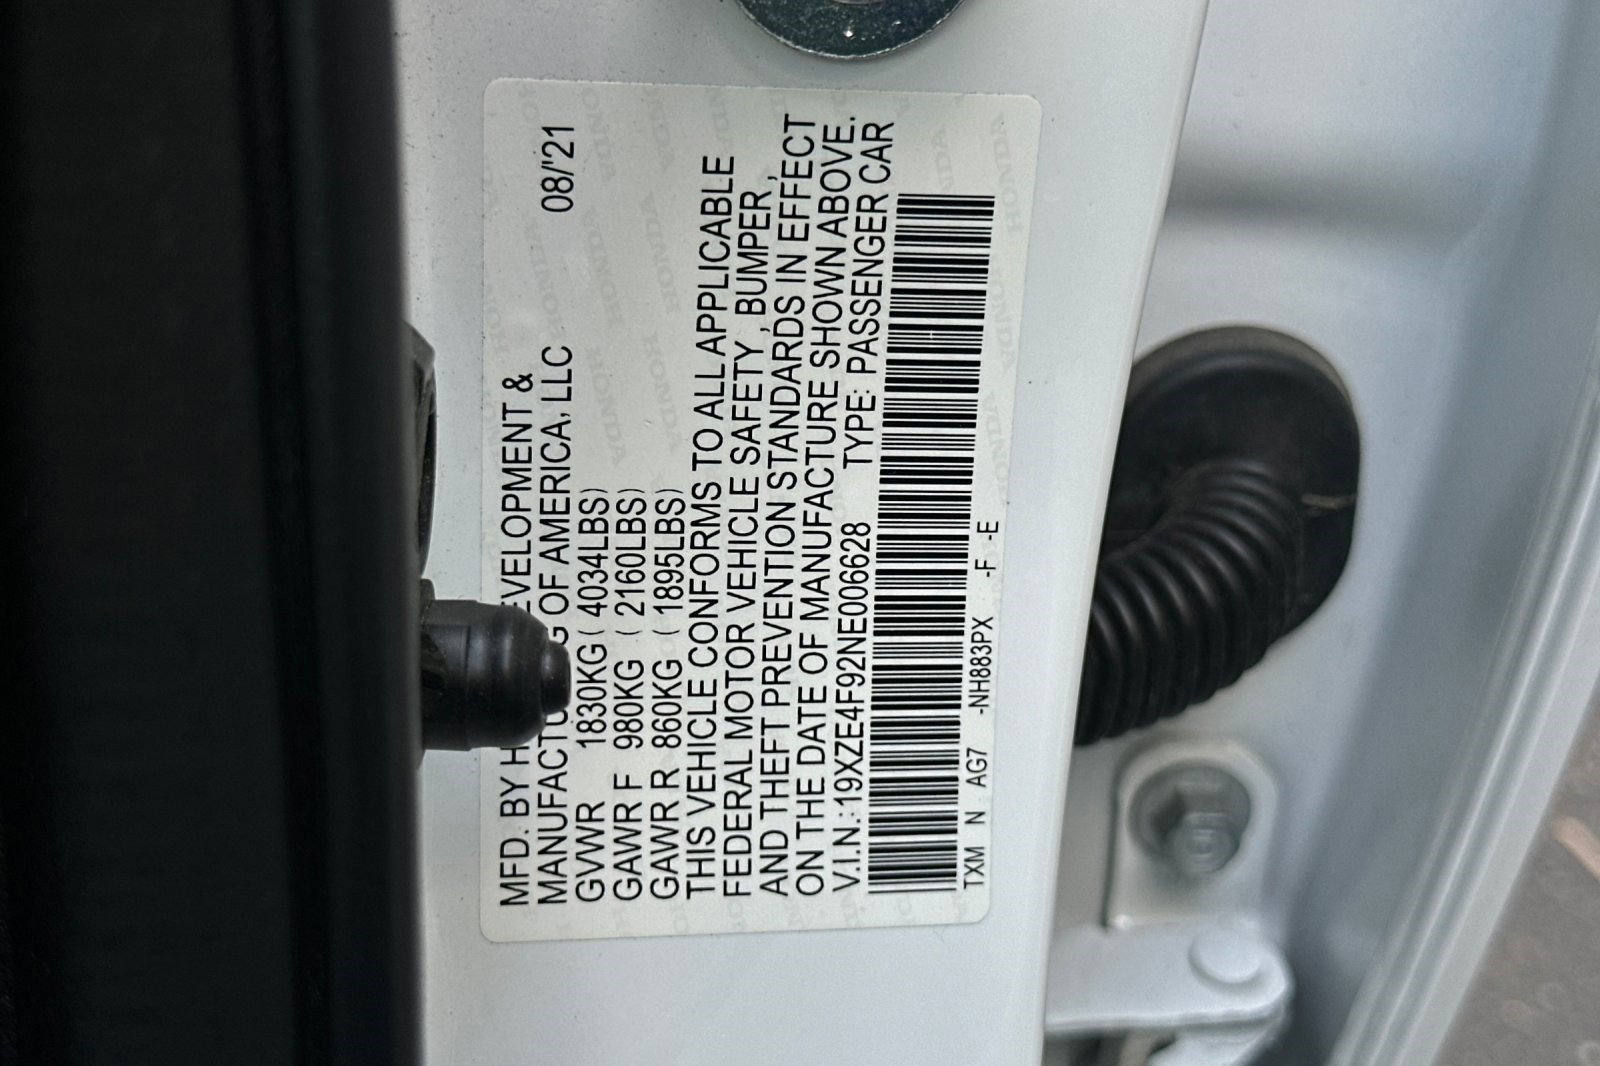 MFD. BY H EVELOPMENT &
MANUFACTURING OF AMERICA, LLC 08/'21
GVWR 1830KG ( 4034LBS)
GAWR F 980KG ( 2160LBS)
GAWR R 860KG ( 1895LBS)
THIS VEHICLE CONFORMS TO ALL APPLICABLE
FEDERAL MOTOR VEHICLE SAFETY , BUMPER ,
AND THEFT PREVENTION STANDARDS IN EFFECT
ON THE DATE OF MANUFACTURE SHOWN ABOVE.
V.I.N.:19XZE4F92NE006628 TYPE: PASSENGER CAR
TXM N AG7 -NH883PX -F -E